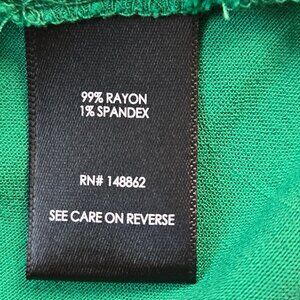 99% RAYON
1% SPANDEX
RN# 148862
SEE CARE ON REVERSE